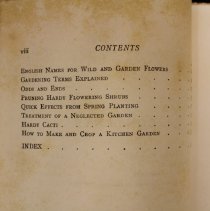 viii CONTENTS
English Names for Wild and Garden Flowers
Gardening Terms Explained . . . .
Odds and Ends . . . . . .
Pruning Hardy Flowering Shrubs . . .
Quick Effects from Spring Planting . .
Treatment of a Neglected Garden . . .
Hardy Cacti . . . . . .
How to Make and Crop a Kitchen Garden .
INDEX . . . . . . .